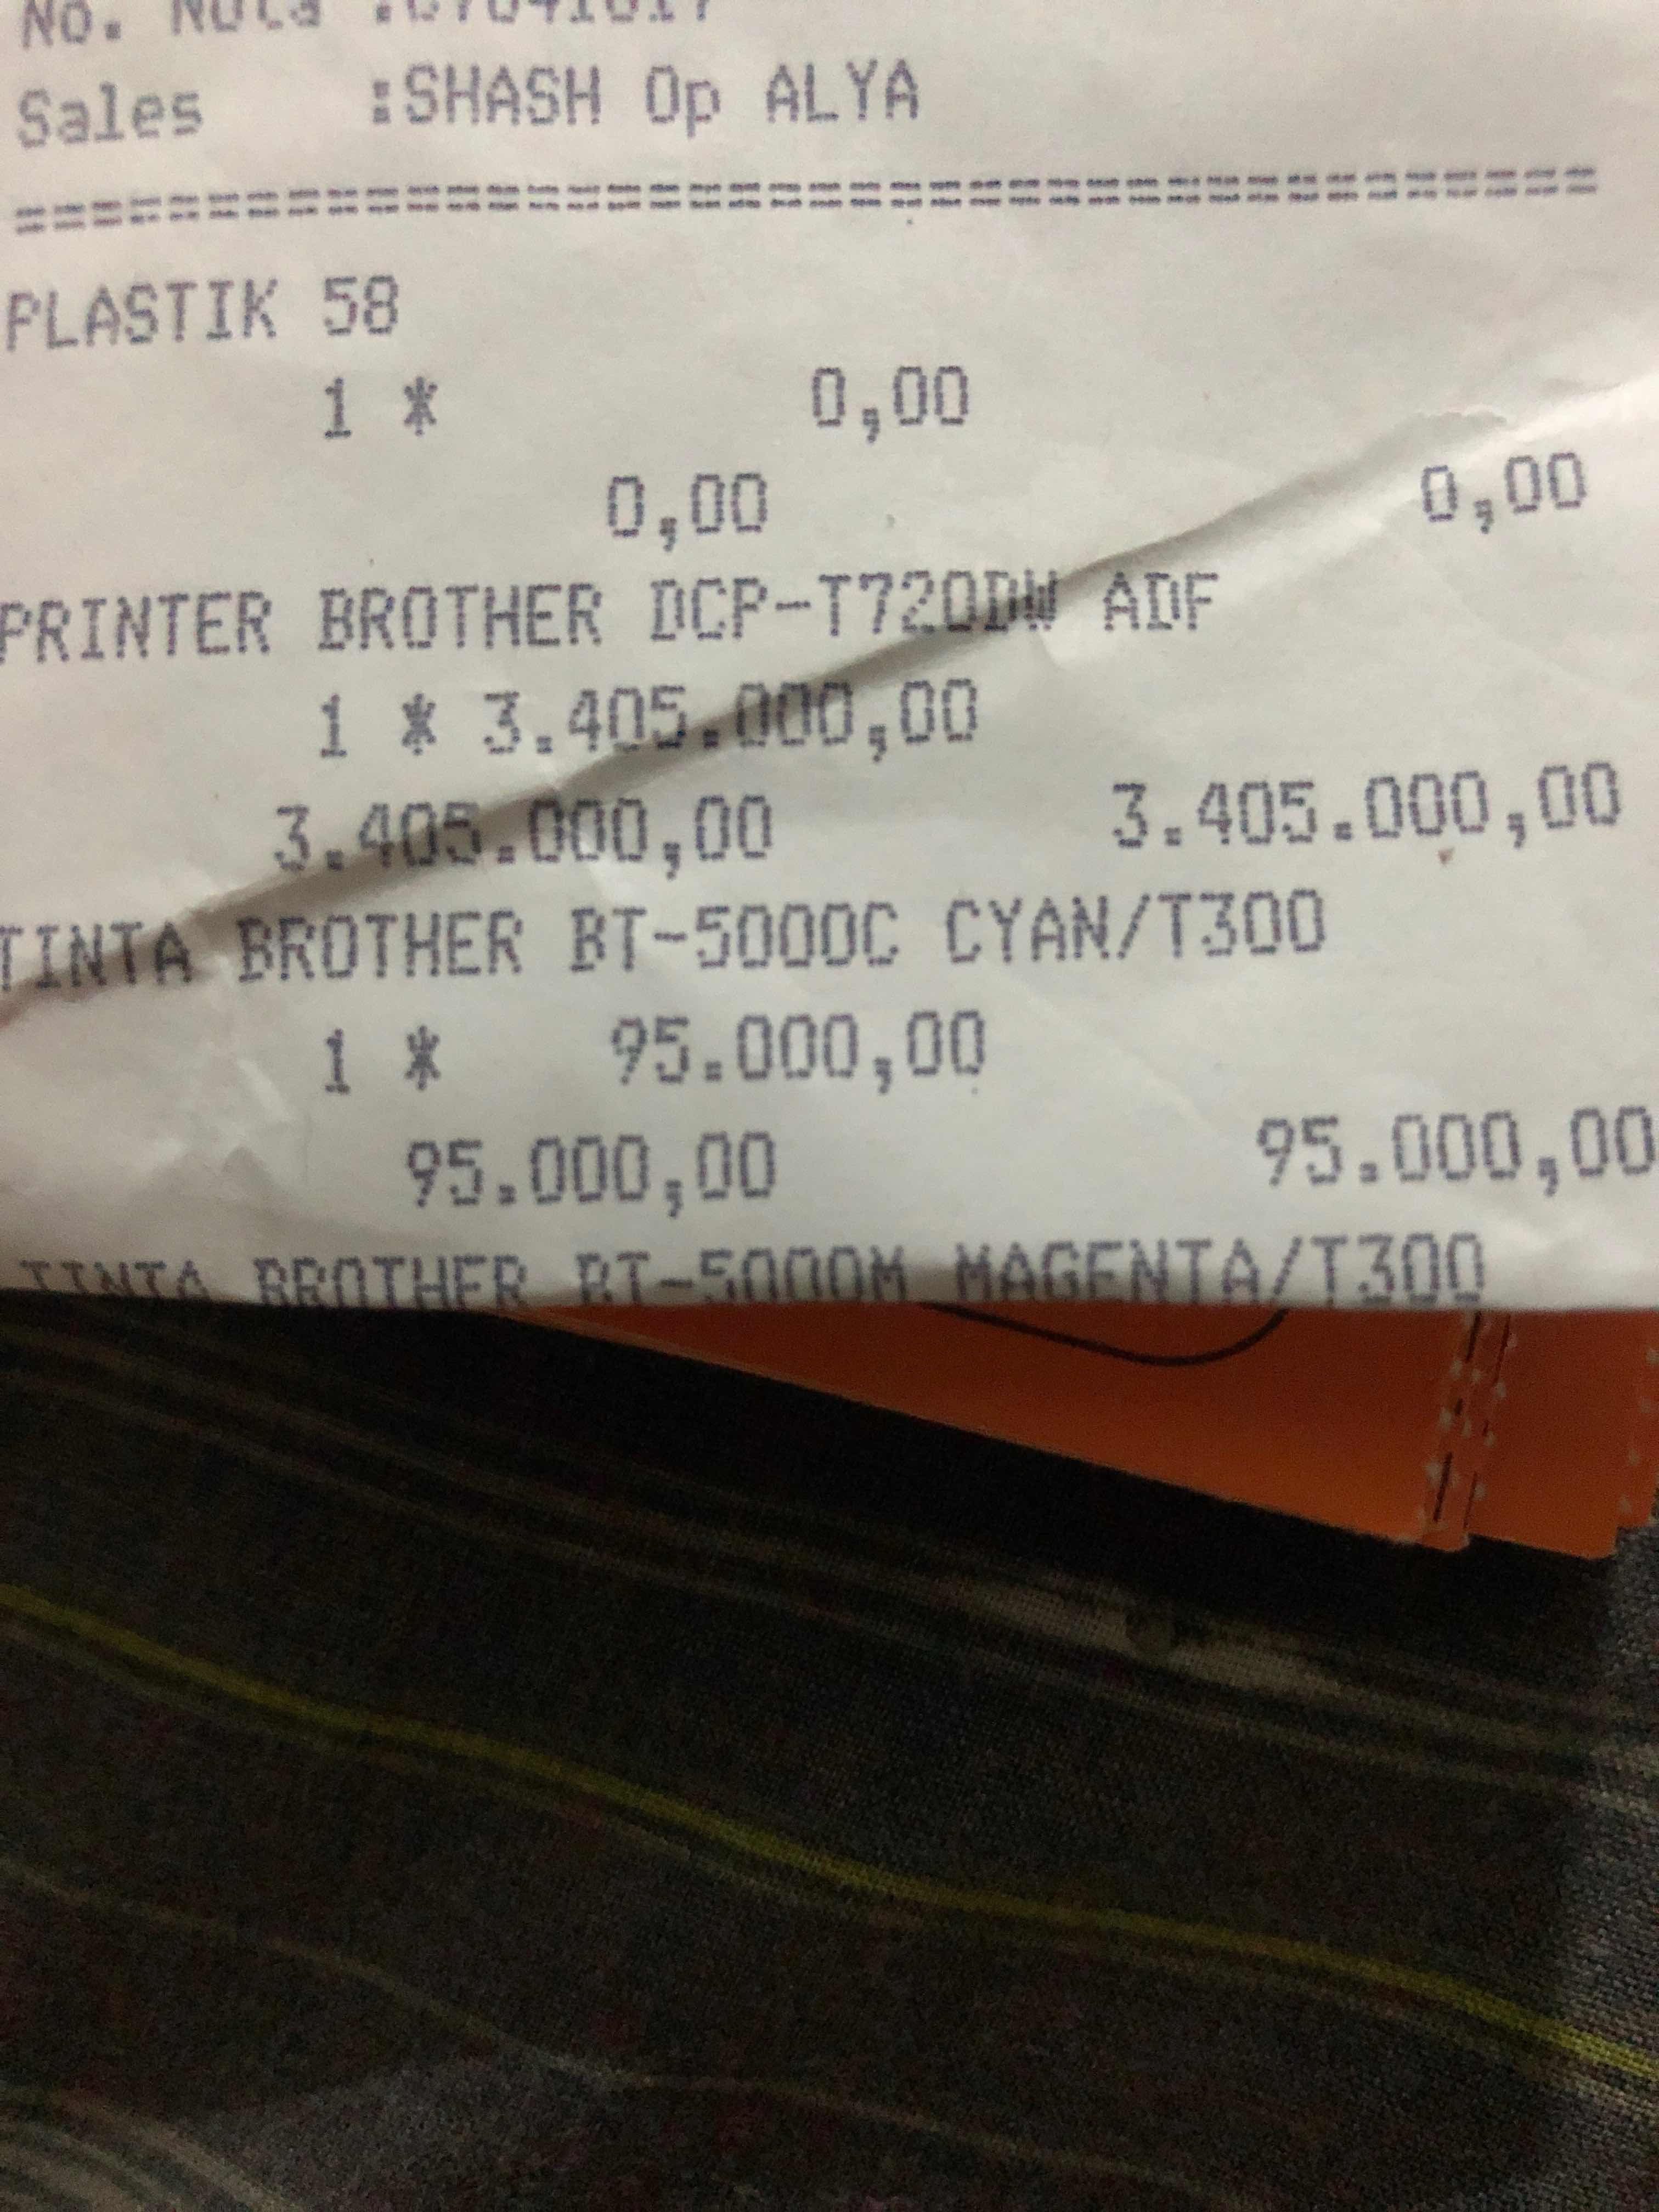 No. Nota
Sales :SHASH Op ALYA
========================================
PLASTIK 58
1 * 0,00
0,00 0,00
PRINTER BROTHER DCP-T720DW ADF
1 * 3.405.000,00
3.405.000,00 3.405.000,00
TINTA BROTHER BT-5000C CYAN/T300
1 * 95.000,00
95.000,00 95.000,00
TINTA BROTHER BT-5000M MAGENTA/T300